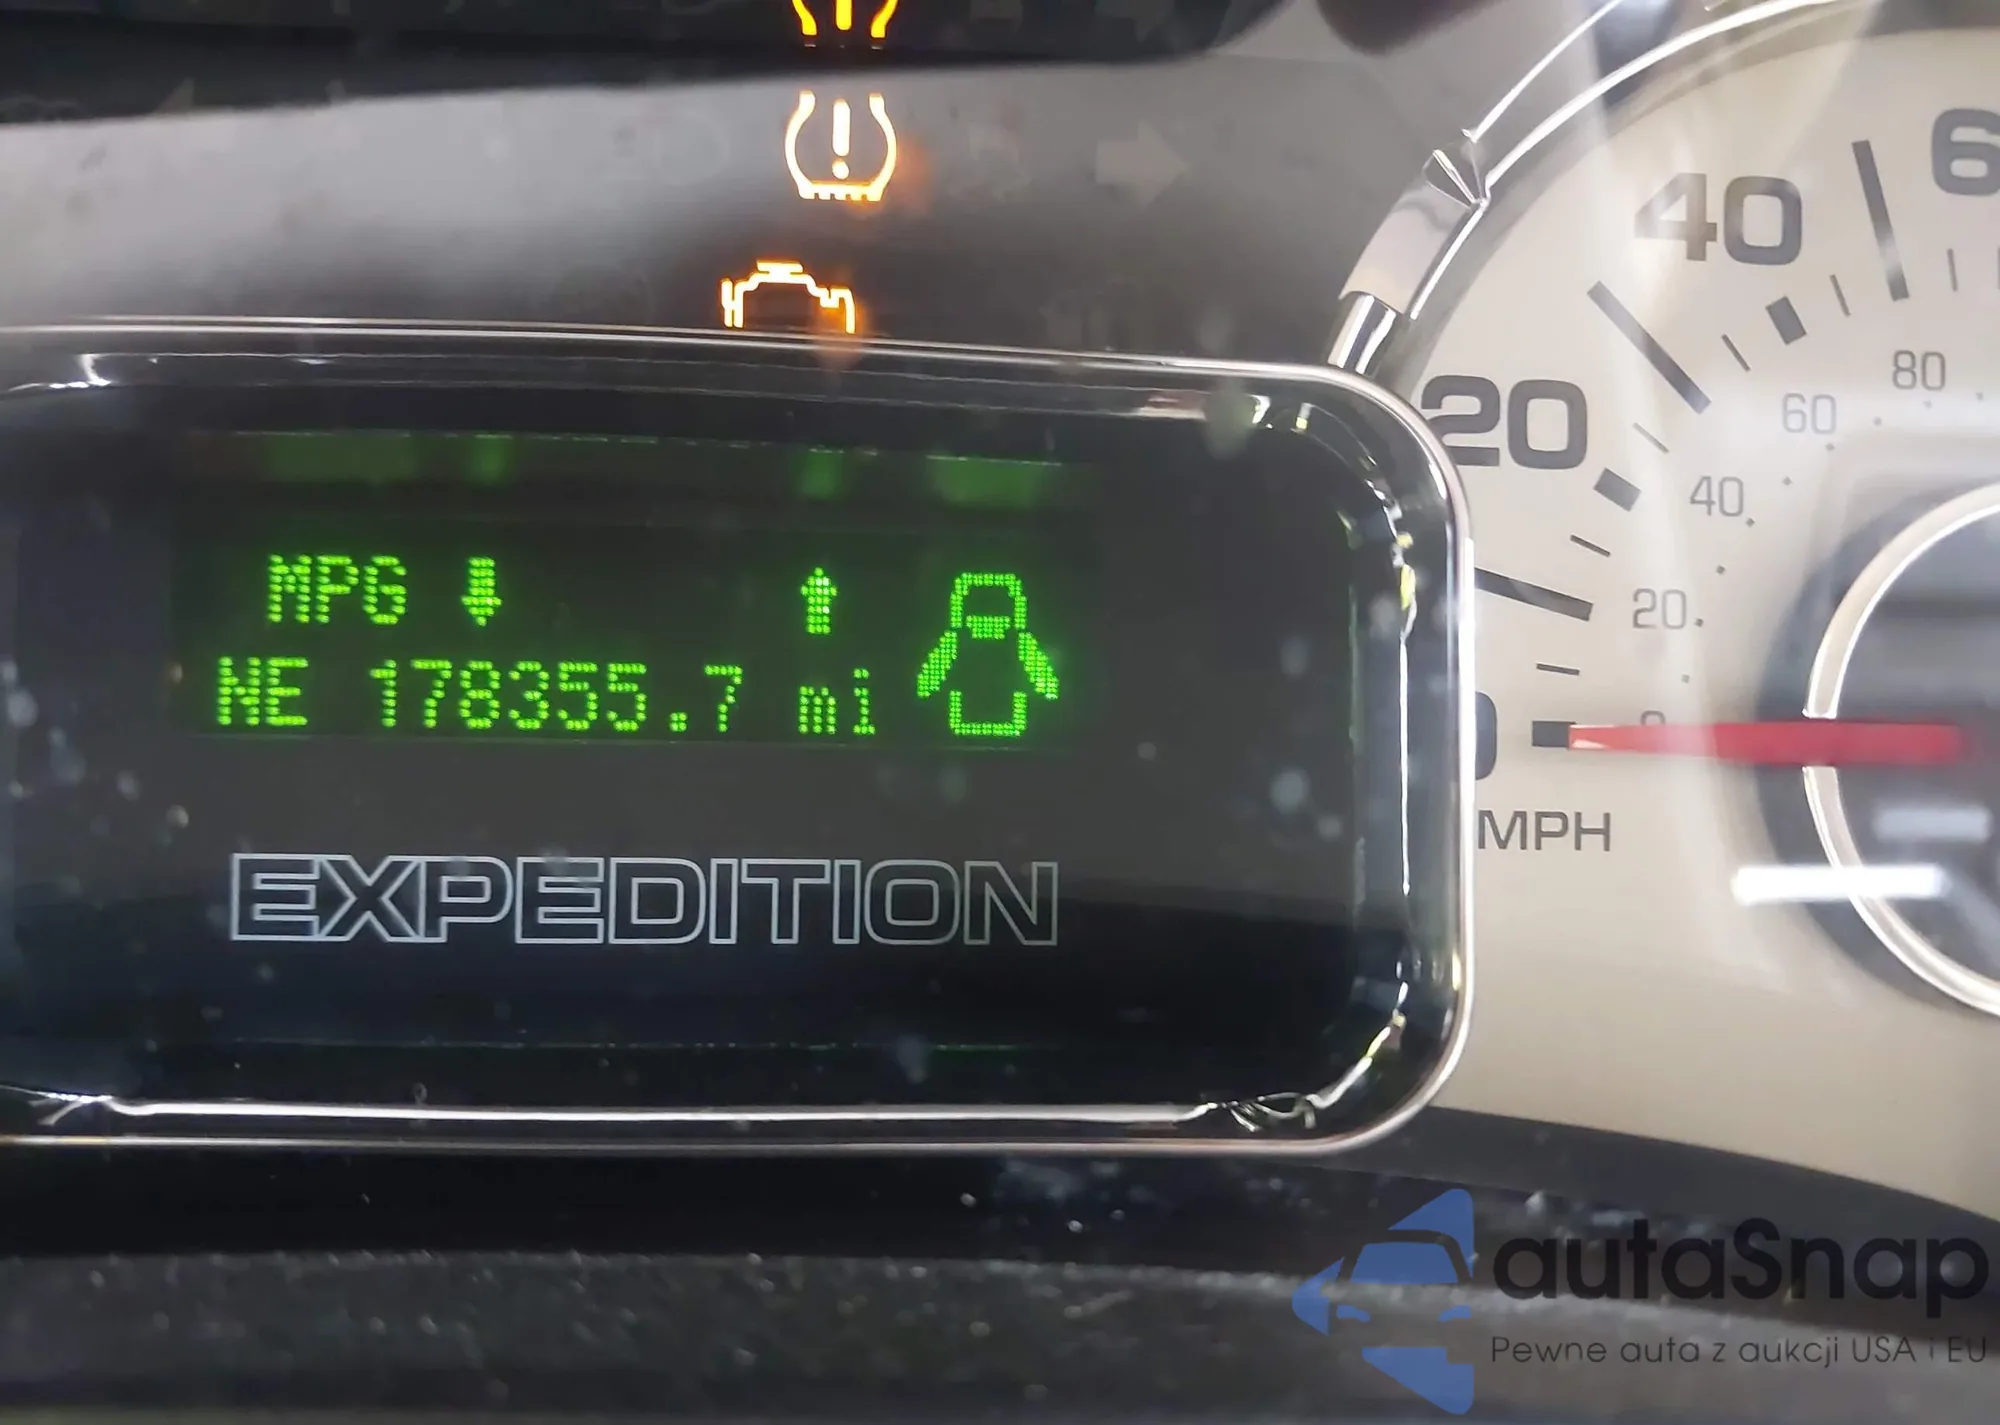 MPG
NE 178355.7 mi
EXPEDITION
0
20
40
20
40
60
80
MPH
autaSnap
Pewne auta z aukcji USA i EU